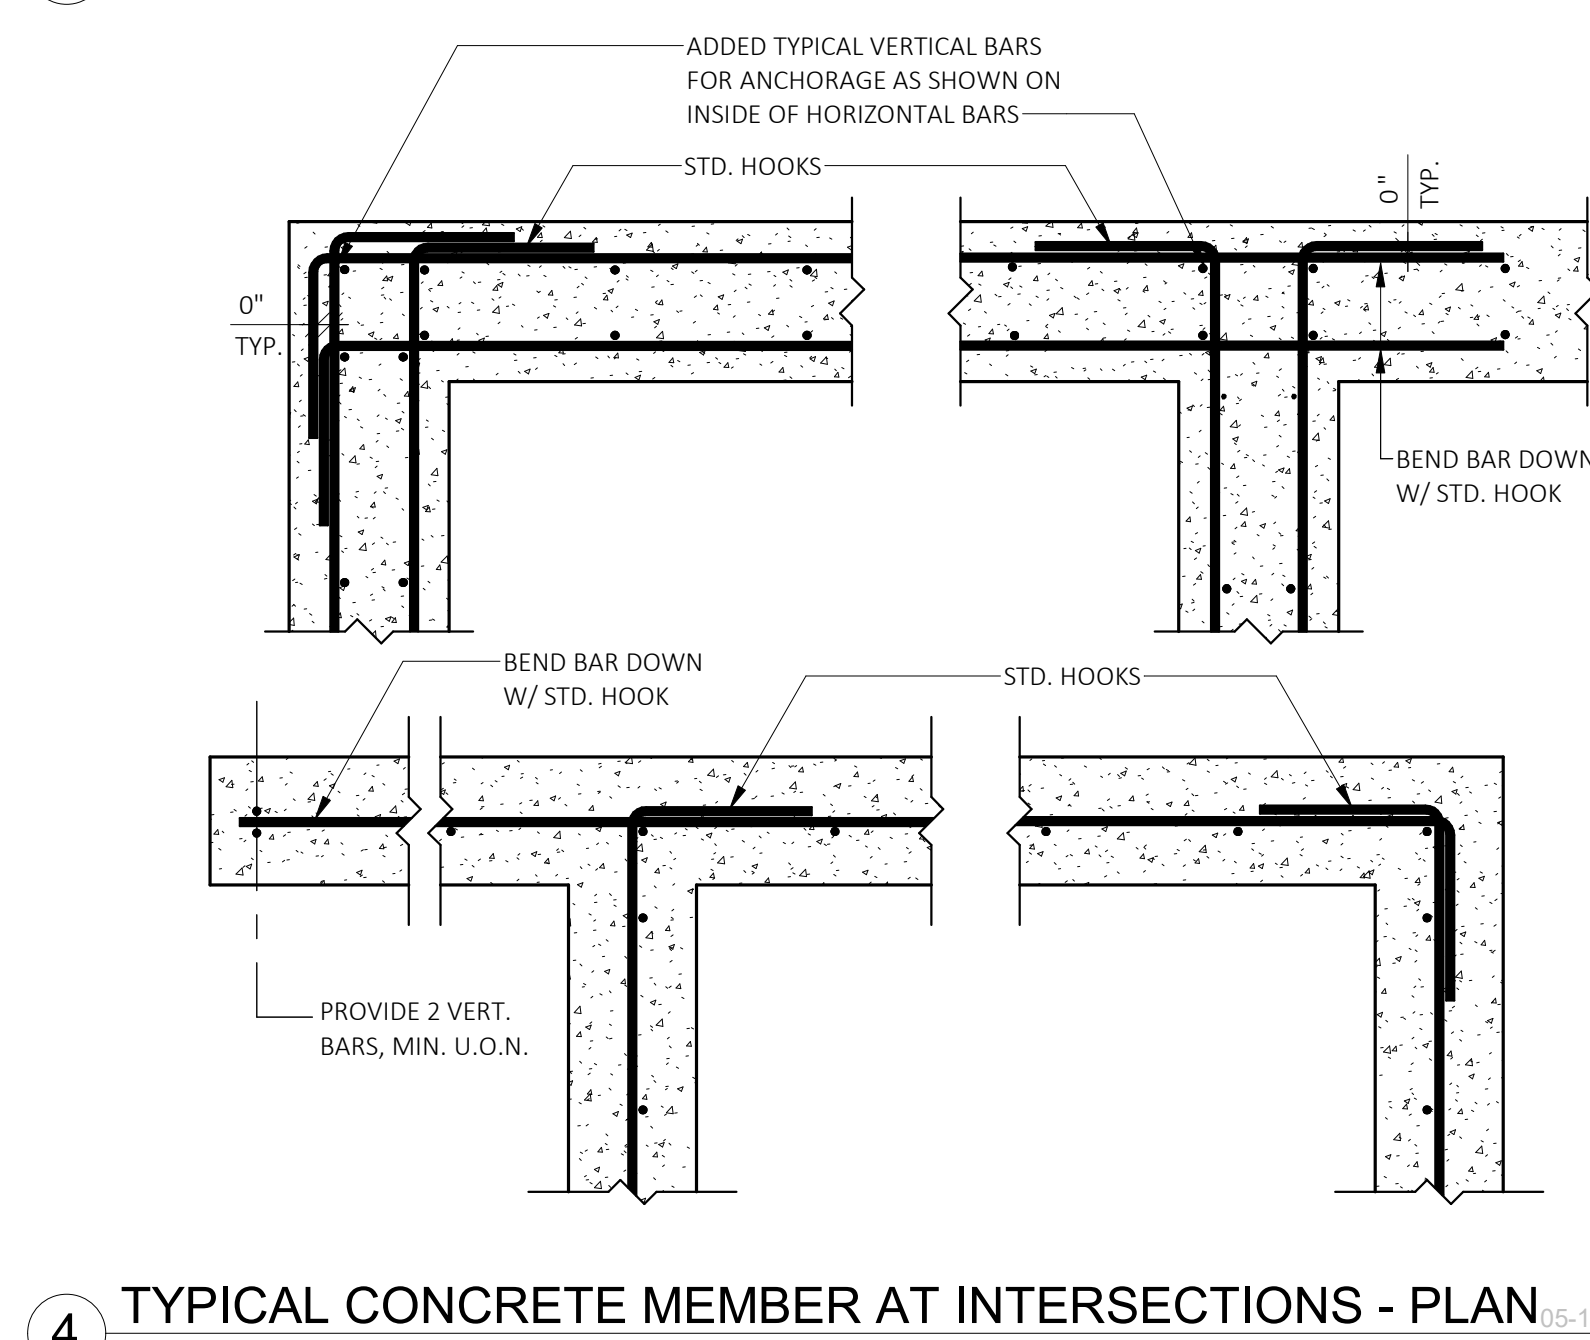 ADDED TYPICAL VERTICAL BARS
FOR ANCHORAGE AS SHOWN ON
INSIDE OF HORIZONTAL BARS
STD. HOOKS
0"
TYP.
0"
TYP.
BEND BAR DOWN
W/ STD. HOOK
BEND BAR DOWN
W/ STD. HOOK
STD. HOOKS
PROVIDE 2 VERT.
BARS, MIN. U.O.N.
4
TYPICAL CONCRETE MEMBER AT INTERSECTIONS - PLAN
05-1